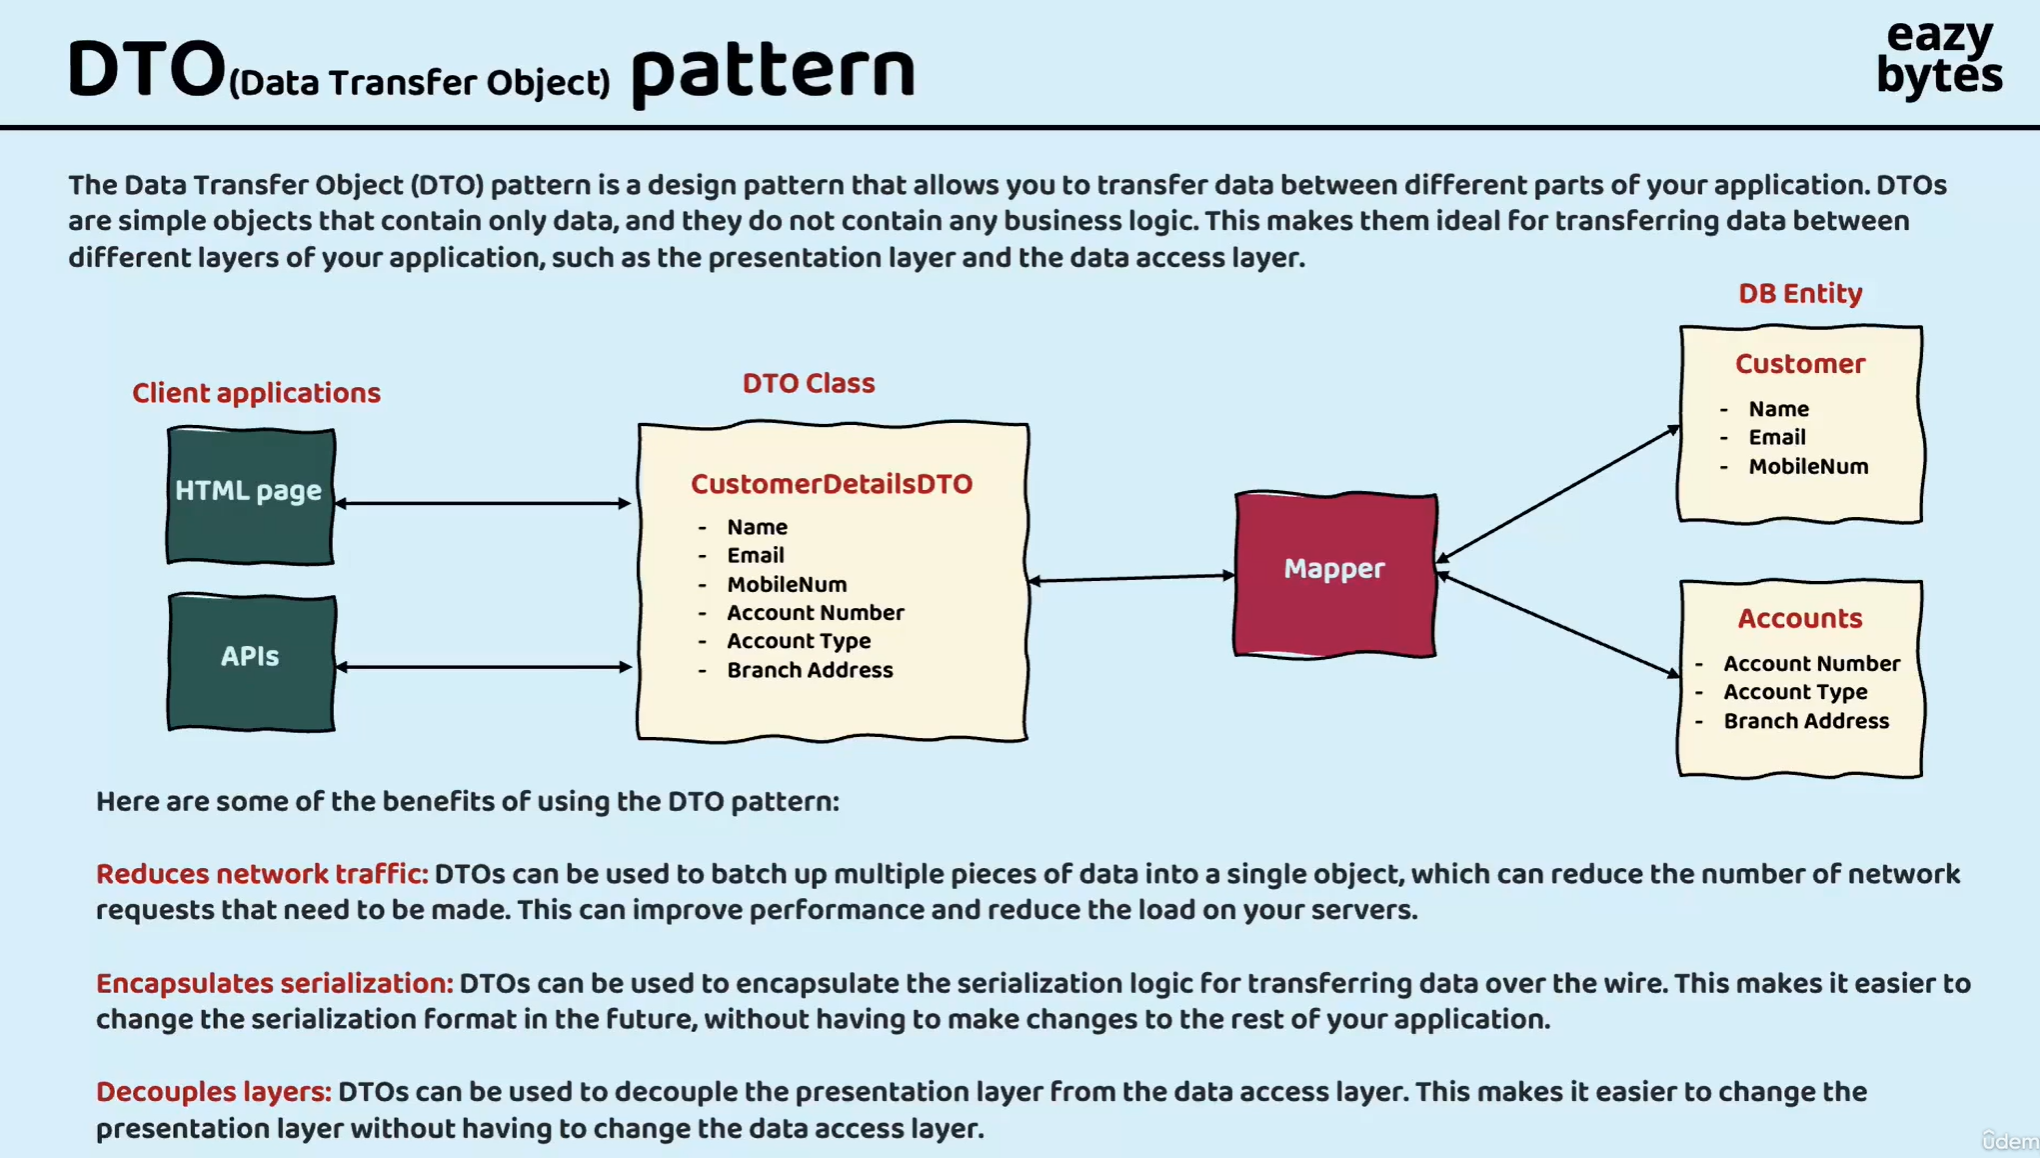 DTO(Data Transfer Object) pattern
eazy
bytes
The Data Transfer Object (DTO) pattern is a design pattern that allows you to transfer data between different parts of your application. DTOs
are simple objects that contain only data, and they do not contain any business logic. This makes them ideal for transferring data between
different layers of your application, such as the presentation layer and the data access layer.
Client applications
HTML page
APIs
DTO Class
CustomerDetailsDTO
- Name
- Email
- MobileNum
- Account Number
- Account Type
- Branch Address
Mapper
DB Entity
Customer
- Name
- Email
- MobileNum
Accounts
- Account Number
- Account Type
- Branch Address
Here are some of the benefits of using the DTO pattern:
Reduces network traffic: DTOs can be used to batch up multiple pieces of data into a single object, which can reduce the number of network
requests that need to be made. This can improve performance and reduce the load on your servers.
Encapsulates serialization: DTOs can be used to encapsulate the serialization logic for transferring data over the wire. This makes it easier to
change the serialization format in the future, without having to make changes to the rest of your application.
Decouples layers: DTOs can be used to decouple the presentation layer from the data access layer. This makes it easier to change the
presentation layer without having to change the data access layer.
ûdem